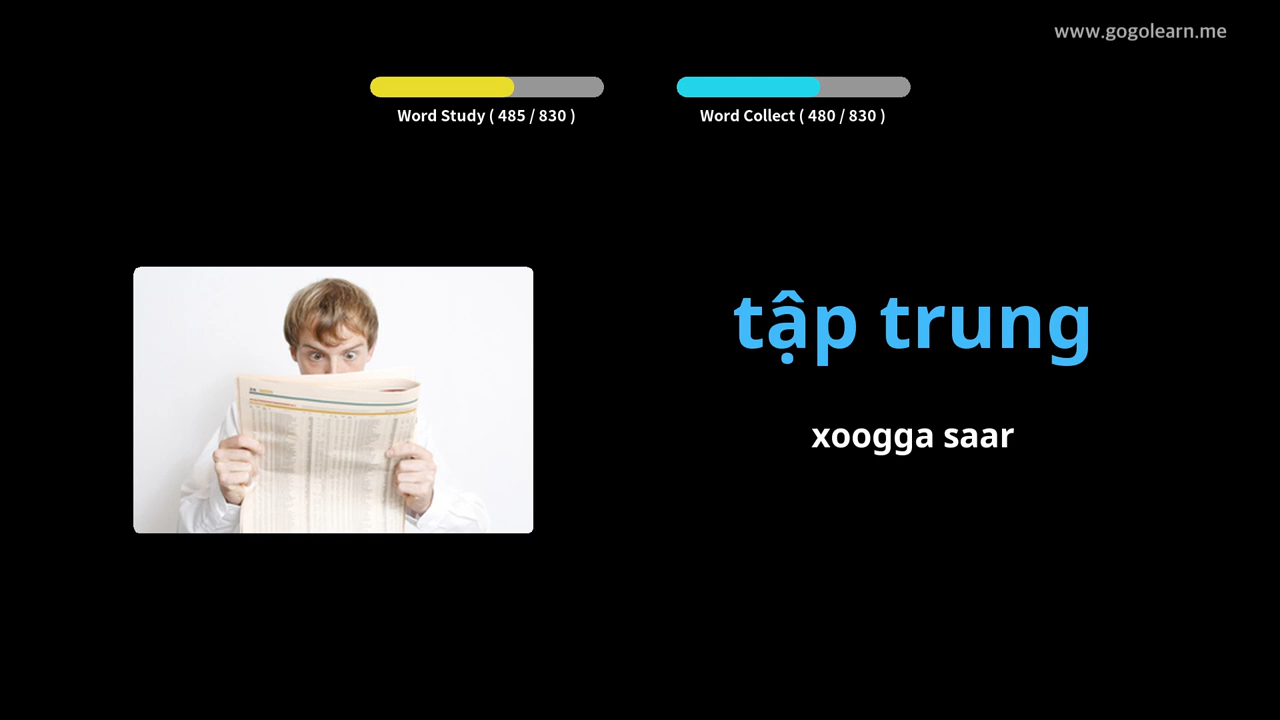 www.gogolearn.me
Word Study ( 485 / 830 )
Word Collect ( 480 / 830 )
tập trung
xoogga saar